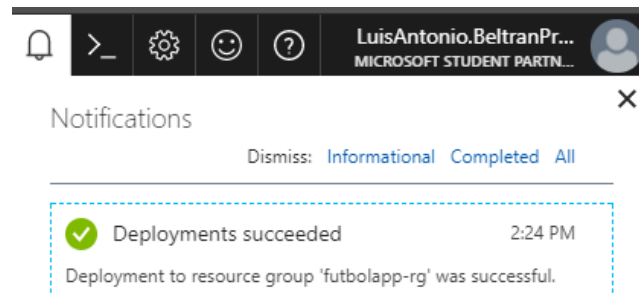 LuisAntonio.BeltranPr...
MICROSOFT STUDENT PARTN...
Notifications
Dismiss: Informational Completed All
Deployments succeeded 2:24 PM
Deployment to resource group 'futbolapp-rg' was successful.